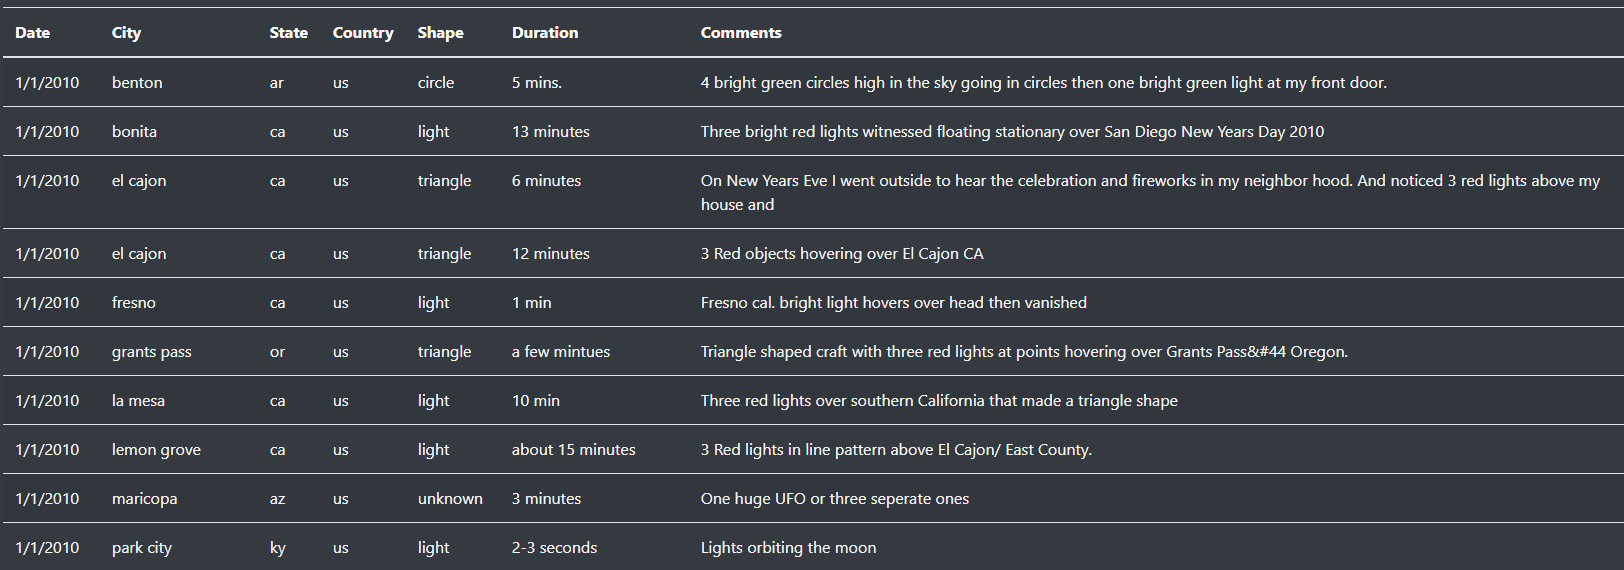 Date City State Country Shape Duration Comments
1/1/2010 benton ar us circle 5 mins. 4 bright green circles high in the sky going in circles then one bright green light at my front door.
1/1/2010 bonita ca us light 13 minutes Three bright red lights witnessed floating stationary over San Diego New Years Day 2010
1/1/2010 el cajon ca us triangle 6 minutes On New Years Eve I went outside to hear the celebration and fireworks in my neighbor hood. And noticed 3 red lights above my
house and
1/1/2010 el cajon ca us triangle 12 minutes 3 Red objects hovering over El Cajon CA
1/1/2010 fresno ca us light 1 min Fresno cal. bright light hovers over head then vanished
1/1/2010 grants pass or us triangle a few mintues Triangle shaped craft with three red lights at points hovering over Grants Pass&#44 Oregon.
1/1/2010 la mesa ca us light 10 min Three red lights over southern California that made a triangle shape
1/1/2010 lemon grove ca us light about 15 minutes 3 Red lights in line pattern above El Cajon/ East County.
1/1/2010 maricopa az us unknown 3 minutes One huge UFO or three seperate ones
1/1/2010 park city ky us light 2-3 seconds Lights orbiting the moon